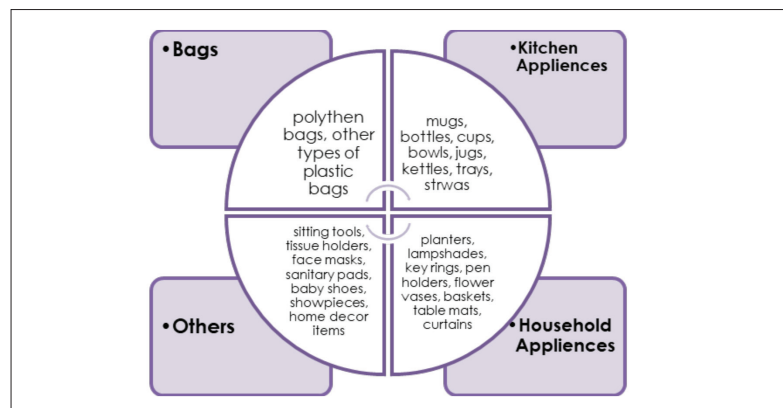 •Bags
•Kitchen
Appliences
polythen
bags, other
types of
plastic
bags
mugs,
bottles, cups,
bowls, jugs,
kettles, trays,
strwas
sitting tools,
tissue holders,
face masks,
sanitary pads,
baby shoes,
showpieces,
home decor
items
planters,
lampshades,
key rings, pen
holders, flower
vases, baskets,
table mats,
curtains
•Others
•Household
Appliences